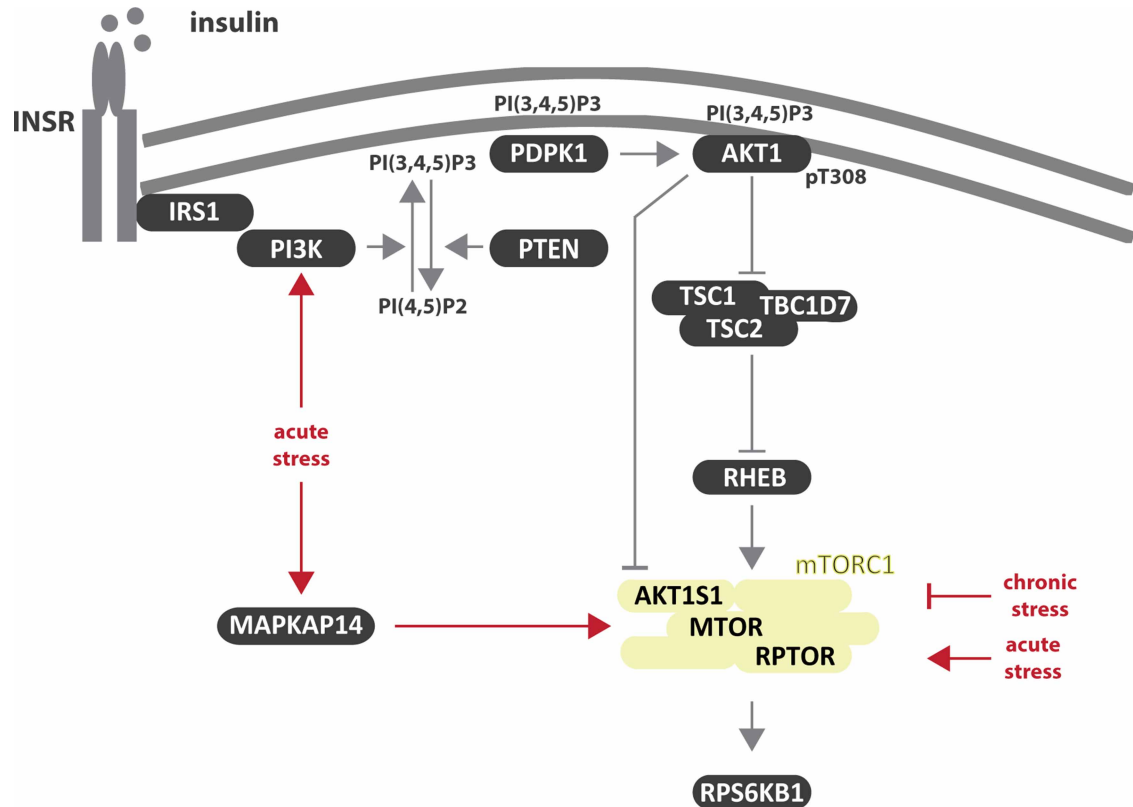 insulin
INSR
PI(3,4,5)P3
PI(3,4,5)P3
PDPK1
AKT1
PI(3,4,5)P3
pT308
IRS1
PI3K
PTEN
PI(4,5)P2
TSC1
TBC1D7
TSC2
acute
stress
RHEB
mTORC1
AKT1S1
chronic
stress
MAPKAP14
MTOR
RPTOR
acute
stress
RPS6KB1